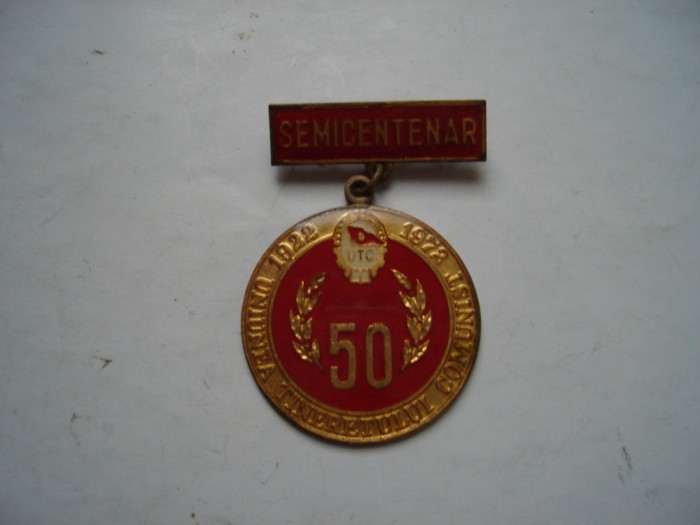 SEMICENTENAR
1922 1972
UTC
50
UNIUNEA TINERETULUI COMUNIST